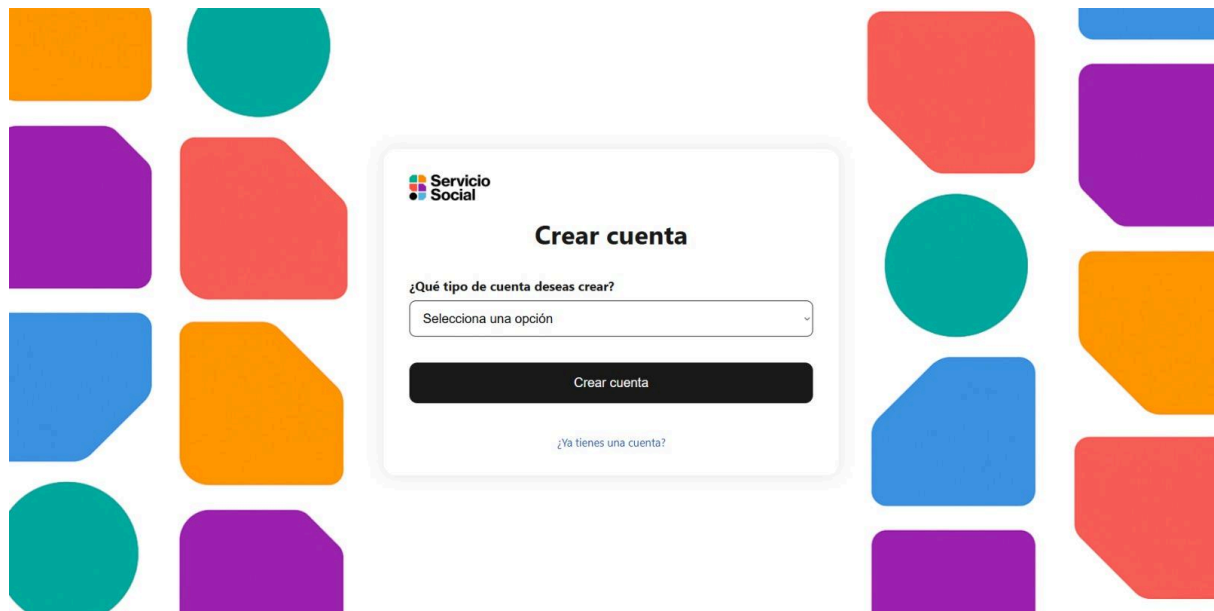 Servicio
Social
Crear cuenta
¿Qué tipo de cuenta deseas crear?
Selecciona una opción
Crear cuenta
¿Ya tienes una cuenta?